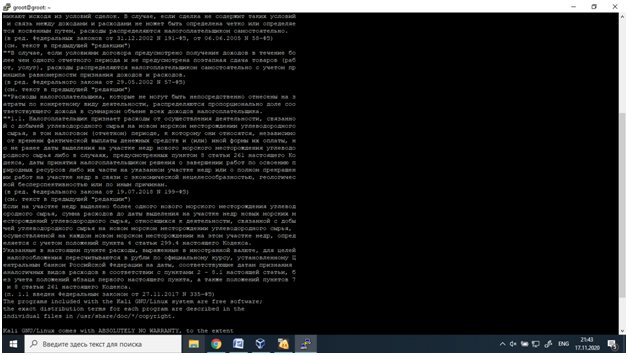 groot@groot: ~
никают исходя из условий сделок. В случае, если сделка не содержит таких условий
и связь между доходами и расходами не может быть определена четко или определяе
тся косвенным путем, расходы распределяются налогоплательщиком самостоятельно.
(в ред. Федеральных законов от 31.12.2002 N 191-ФЗ, от 06.06.2005 N 58-ФЗ)
(см. текст в предыдущей "редакции")
""В случае, если условиями договора предусмотрено получение доходов в течение бо
лее чем одного отчетного периода и не предусмотрена поэтапная сдача товаров (раб
от, услуг), расходы распределяются налогоплательщиком самостоятельно с учетом пр
инципа равномерности признания доходов и расходов.
(в ред. Федерального закона от 29.05.2002 N 57-ФЗ)
(см. текст в предыдущей "редакции")
""Расходы налогоплательщика, которые не могут быть непосредственно отнесены на з
атраты по конкретному виду деятельности, распределяются пропорционально доле соо
тветствующего дохода в суммарном объеме всех доходов налогоплательщика.
""1.1. Налогоплательщик признает расходы от осуществления деятельности, связанно
й с добычей углеводородного сырья на новом морском месторождении углеводородного
сырья, в том налоговом (отчетном) периоде, к которому они относятся, независимо
от времени фактической выплаты денежных средств и (или) иной формы их оплаты, н
о не ранее даты выделения на участке недр нового морского месторождения углеводо
родного сырья либо в случаях, предусмотренных пунктом 8 статьи 261 настоящего Ко
декса, даты принятия налогоплательщиком решения о завершении работ по освоению п
риродных ресурсов либо их части на указанном участке недр или о полном прекращен
ии работ на участке недр в связи с экономической нецелесообразностью, геологичес
кой бесперспективностью или по иным причинам.
(в ред. Федерального закона от 19.07.2018 N 199-ФЗ)
(см. текст в предыдущей "редакции")
Если на участке недр выделено более одного нового морского месторождения углевод
ородного сырья, сумма расходов до даты выделения на участке недр новых морских м
есторождений углеводородного сырья, относящихся к деятельности, связанной с добы
чей углеводородного сырья на новом морском месторождении углеводородного сырья,
осуществляемой на каждом новом морском месторождении на этом участке недр, опред
еляется с учетом положений пункта 4 статьи 299.4 настоящего Кодекса.
Указанные в настоящем пункте расходы, выраженные в иностранной валюте, для целей
налогообложения пересчитываются в рубли по официальному курсу, установленному Ц
ентральным банком Российской Федерации на даты, соответствующие датам признания
аналогичных видов расходов в соответствии с пунктами 2 - 8.1 настоящей статьи, б
ез учета положений абзаца первого настоящего пункта, а также положений пунктов 7
и 8 статьи 261 настоящего Кодекса.
(п. 1.1 введен Федеральным законом от 27.11.2017 N 335-ФЗ)
The programs included with the Kali GNU/Linux system are free software;
the exact distribution terms for each program are described in the
individual files in /usr/share/doc/*/copyright.
Kali GNU/Linux comes with ABSOLUTELY NO WARRANTY, to the extent
Введите здесь текст для поиска
ENG
21:43
17.11.2020